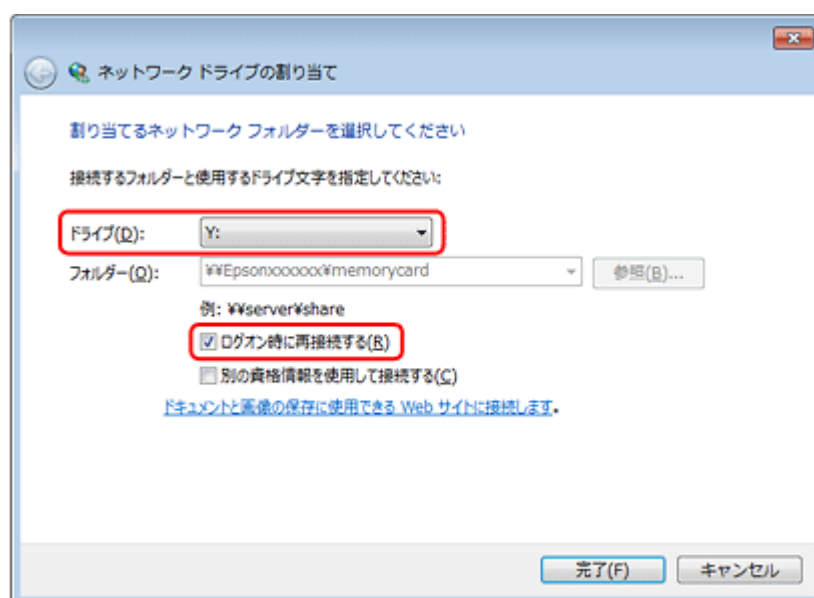 ネットワーク ドライブの割り当て
割り当てるネットワーク フォルダーを選択してください
接続するフォルダーと使用するドライブ文字を指定してください:
ドライブ(D): Y:
フォルダー(O): ¥¥Epsonxxxxxx¥memorycard 参照(B)...
例: ¥¥server¥share
ログオン時に再接続する(R)
別の資格情報を使用して接続する(C)
ドキュメントと画像の保存に使用できる Web サイトに接続します。
完了(F) キャンセル